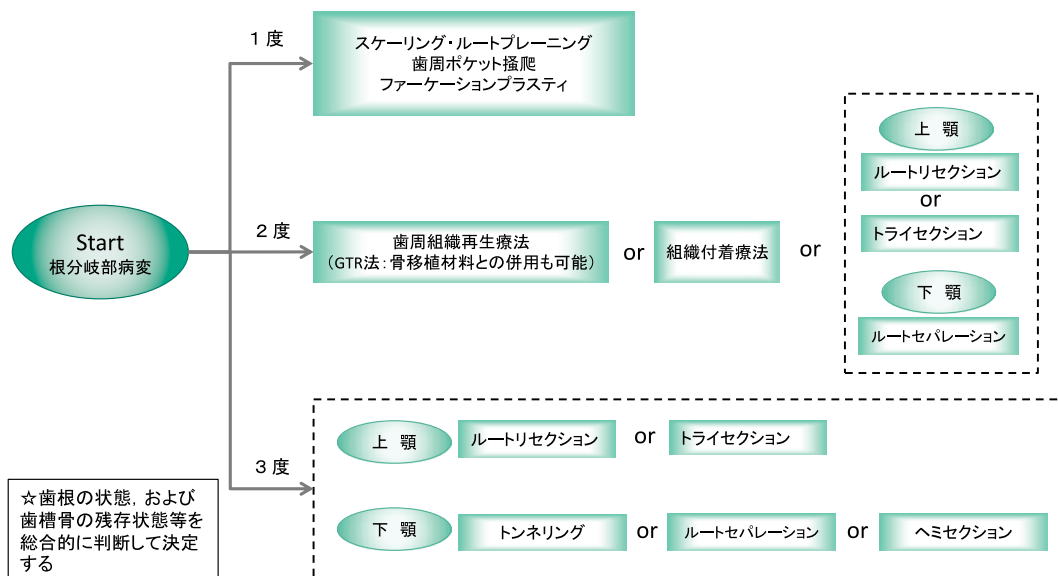 1度
スケーリング・ルートプレーニング
歯周ポケット掻爬
ファーケーションプラスティ
Start
根分岐部病変
2度
歯周組織再生療法
（GTR法：骨移植材料との併用も可能）
or
組織付着療法
or
上 顎
ルートリセクション
or
トライセクション
下 顎
ルートセパレーション
3度
上 顎
ルートリセクション
or
トライセクション
下 顎
トンネリング
or
ルートセパレーション
or
ヘミセクション
☆歯根の状態，および
歯槽骨の残存状態等を
総合的に判断して決定
する